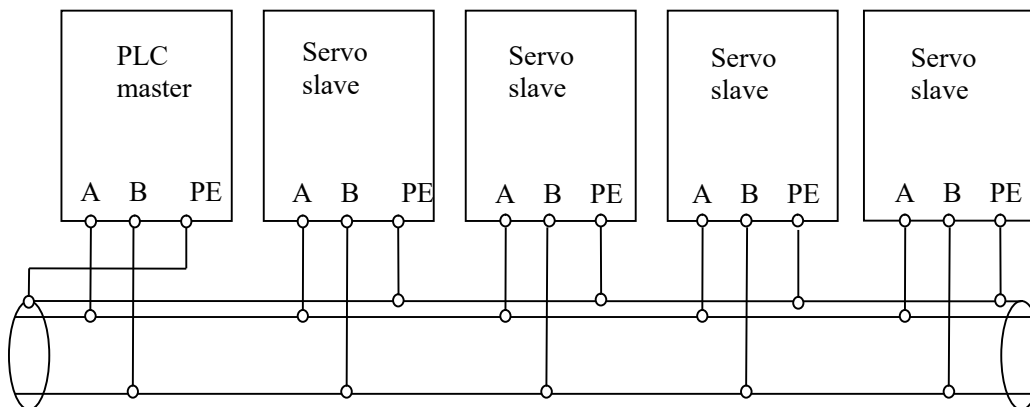 PLC
master
Servo
slave
Servo
slave
Servo
slave
Servo
slave
A B PE
A B PE
A B PE
A B PE
A B PE